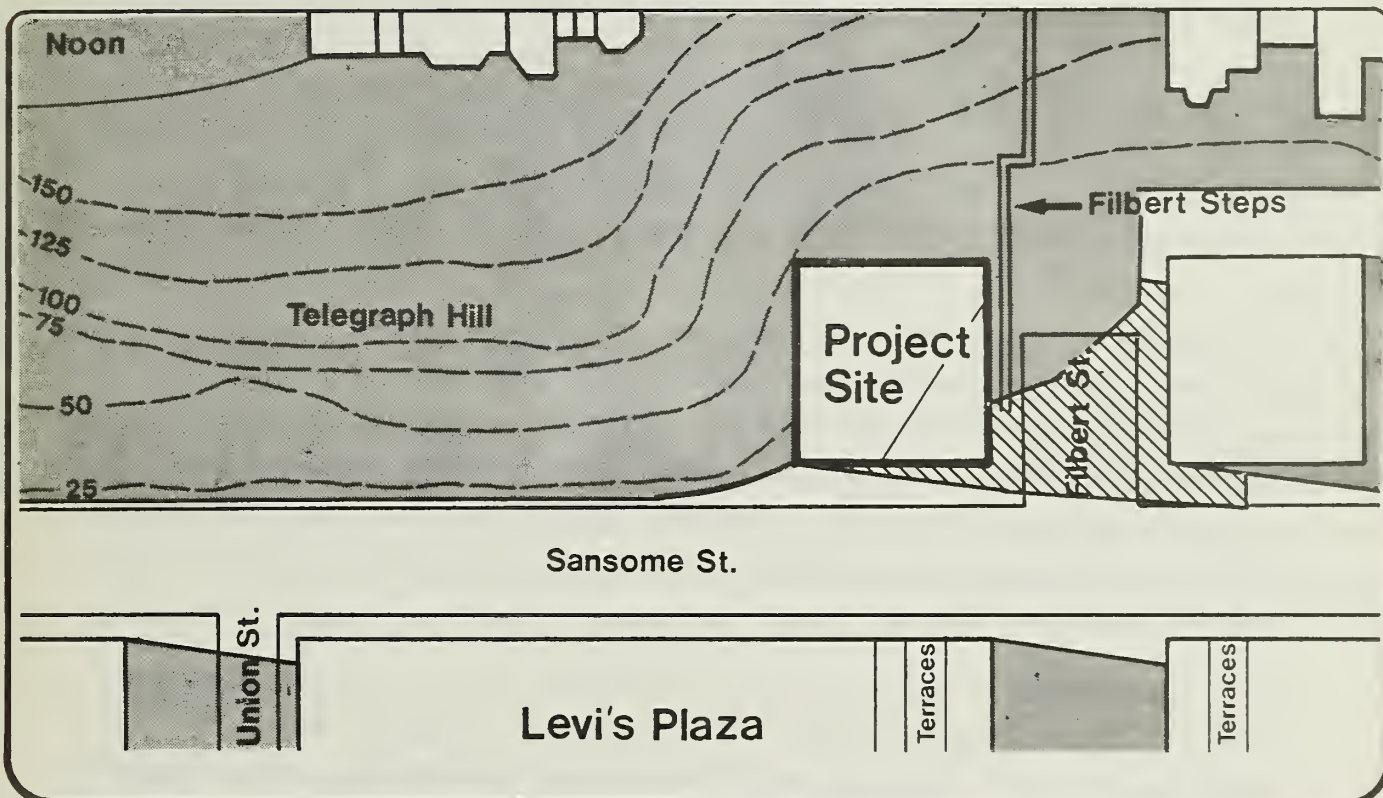 Noon
150
125
100
75
50
25
Telegraph Hill
Filbert Steps
Project
Site
Filbert St.
Sansome St.
Union St.
Levi's Plaza
Terraces
Terraces